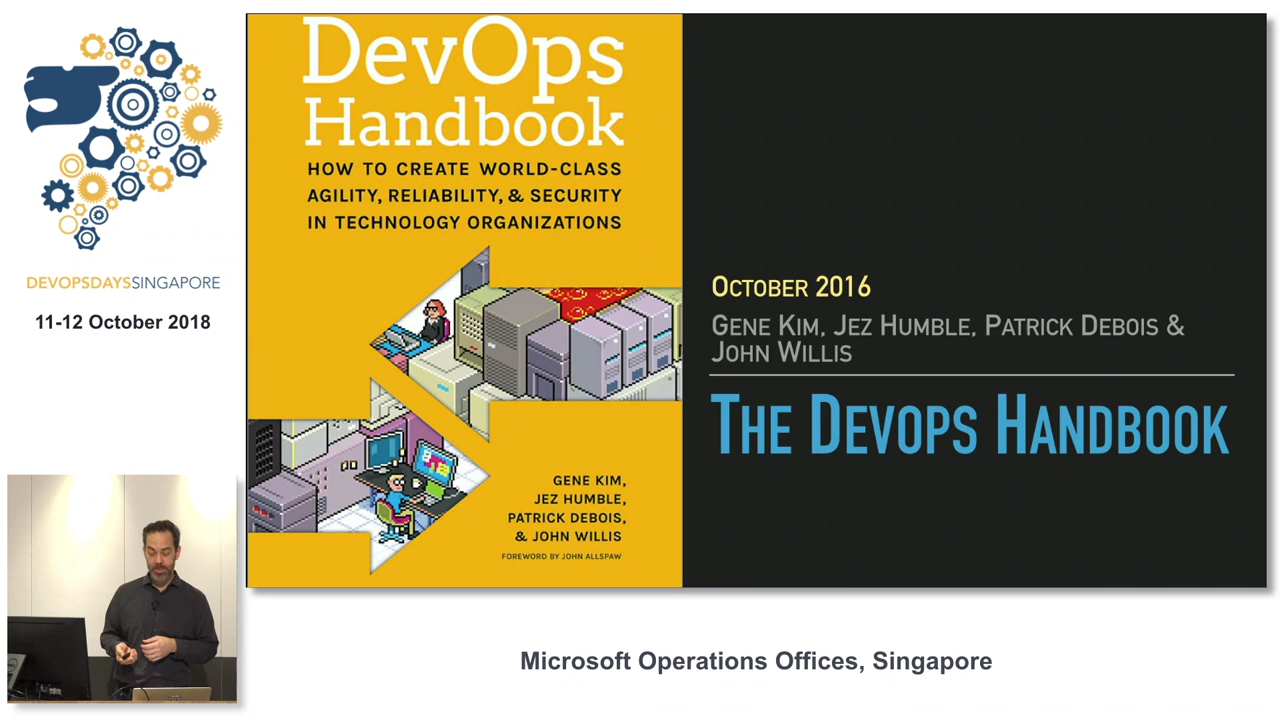 DEVOPSDAYSSINGAPORE
11-12 October 2018
DevOps
Handbook
HOW TO CREATE WORLD-CLASS
AGILITY, RELIABILITY, & SECURITY
IN TECHNOLOGY ORGANIZATIONS
GENE KIM,
JEZ HUMBLE,
PATRICK DEBOIS,
& JOHN WILLIS
FOREWORD BY JOHN ALLSPAW
OCTOBER 2016
GENE KIM, JEZ HUMBLE, PATRICK DEBOIS &
JOHN WILLIS
THE DEVOPS HANDBOOK
Microsoft Operations Offices, Singapore